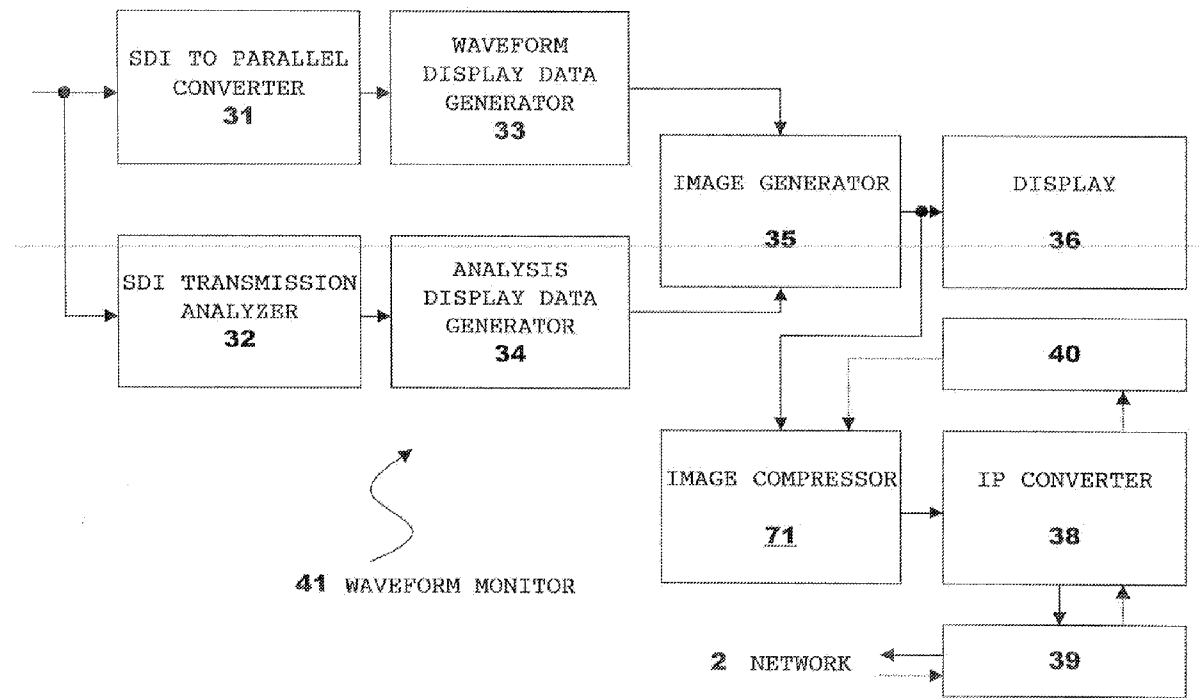 SDI TO PARALLEL
CONVERTER
31
WAVEFORM
DISPLAY DATA
GENERATOR
33
IMAGE GENERATOR
35
DISPLAY
36
SDI TRANSMISSION
ANALYZER
32
ANALYSIS
DISPLAY DATA
GENERATOR
34
40
IMAGE COMPRESSOR
71
IP CONVERTER
38
41 WAVEFORM MONITOR
2 NETWORK
39